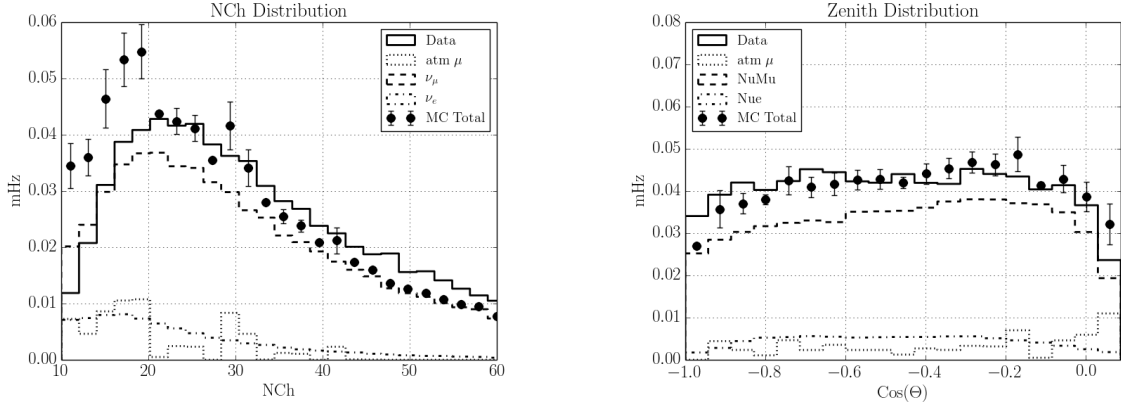 NCh Distribution
0.06
0.05
0.04
0.03
0.02
0.01
0.00
mHz
Data
atm μ
ν_μ
ν_e
MC Total
10 20 30 40 50 60
NCh
Zenith Distribution
0.08
0.07
0.06
0.05
0.04
0.03
0.02
0.01
0.00
mHz
Data
atm μ
NuMu
Nue
MC Total
−1.0 −0.8 −0.6 −0.4 −0.2 0.0
Cos(Θ)